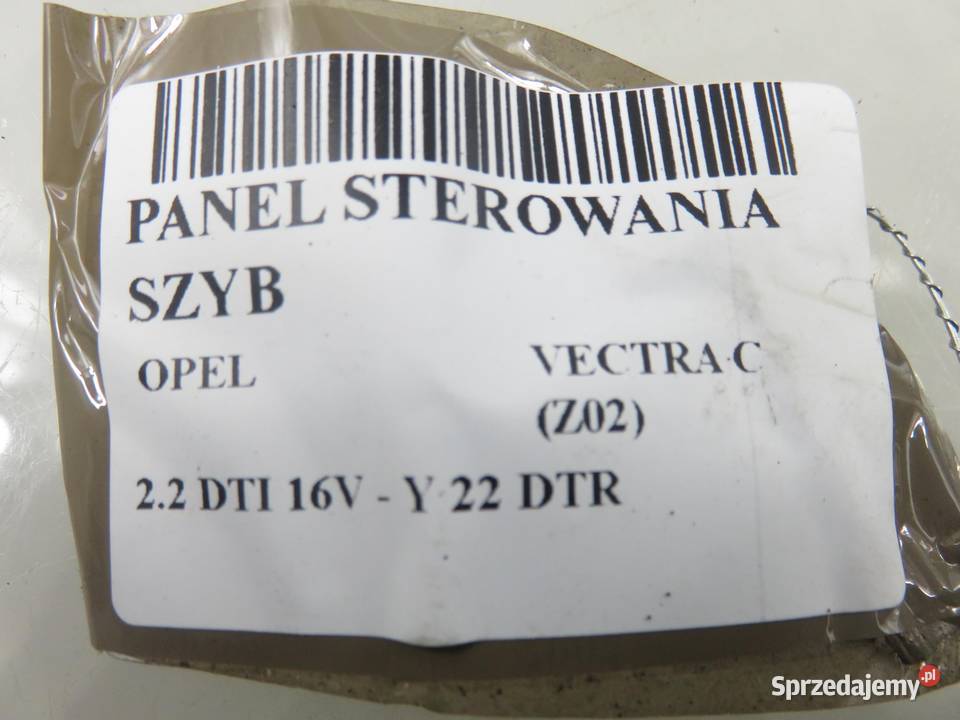 PANEL STEROWANIA
SZYB
OPEL
VECTRA C
(Z02)
2.2 DTI 16V - Y 22 DTR
Sprzedajemy.pl